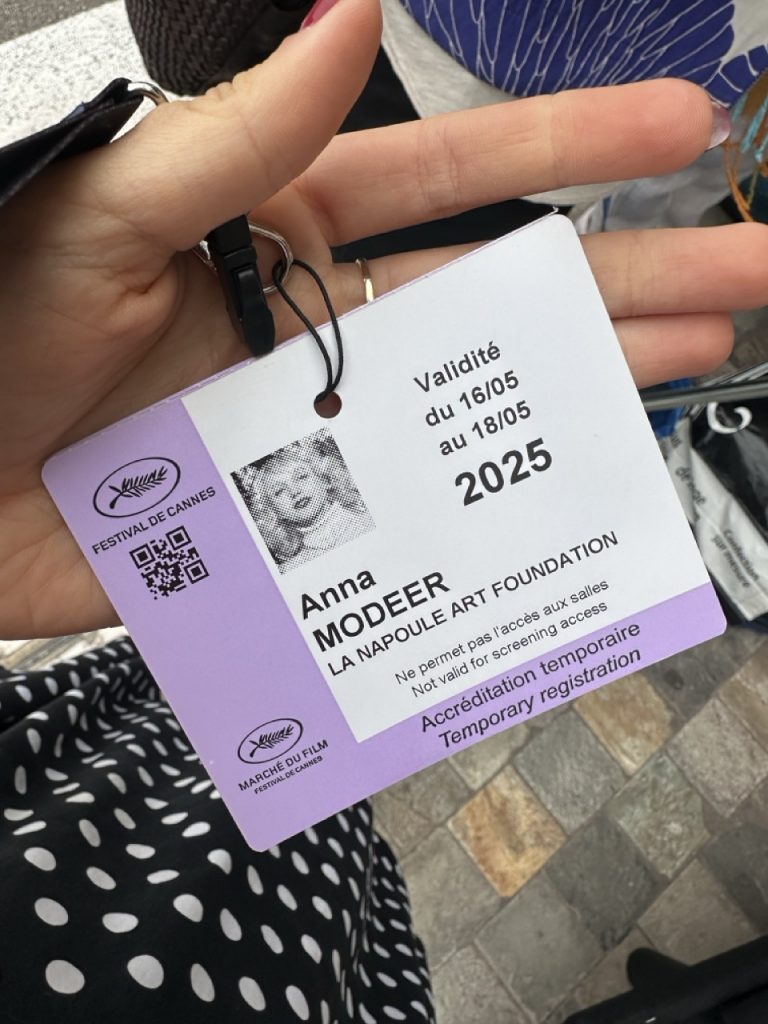 FESTIVAL DE CANNES
Validité
du 16/05
au 18/05
2025
Anna
MODEER
LA NAPOULE ART FOUNDATION
Ne permet pas l'accès aux salles
Not valid for screening access
Accréditation temporaire
Temporary registration
MARCHÉ DU FILM
FESTIVAL DE CANNES